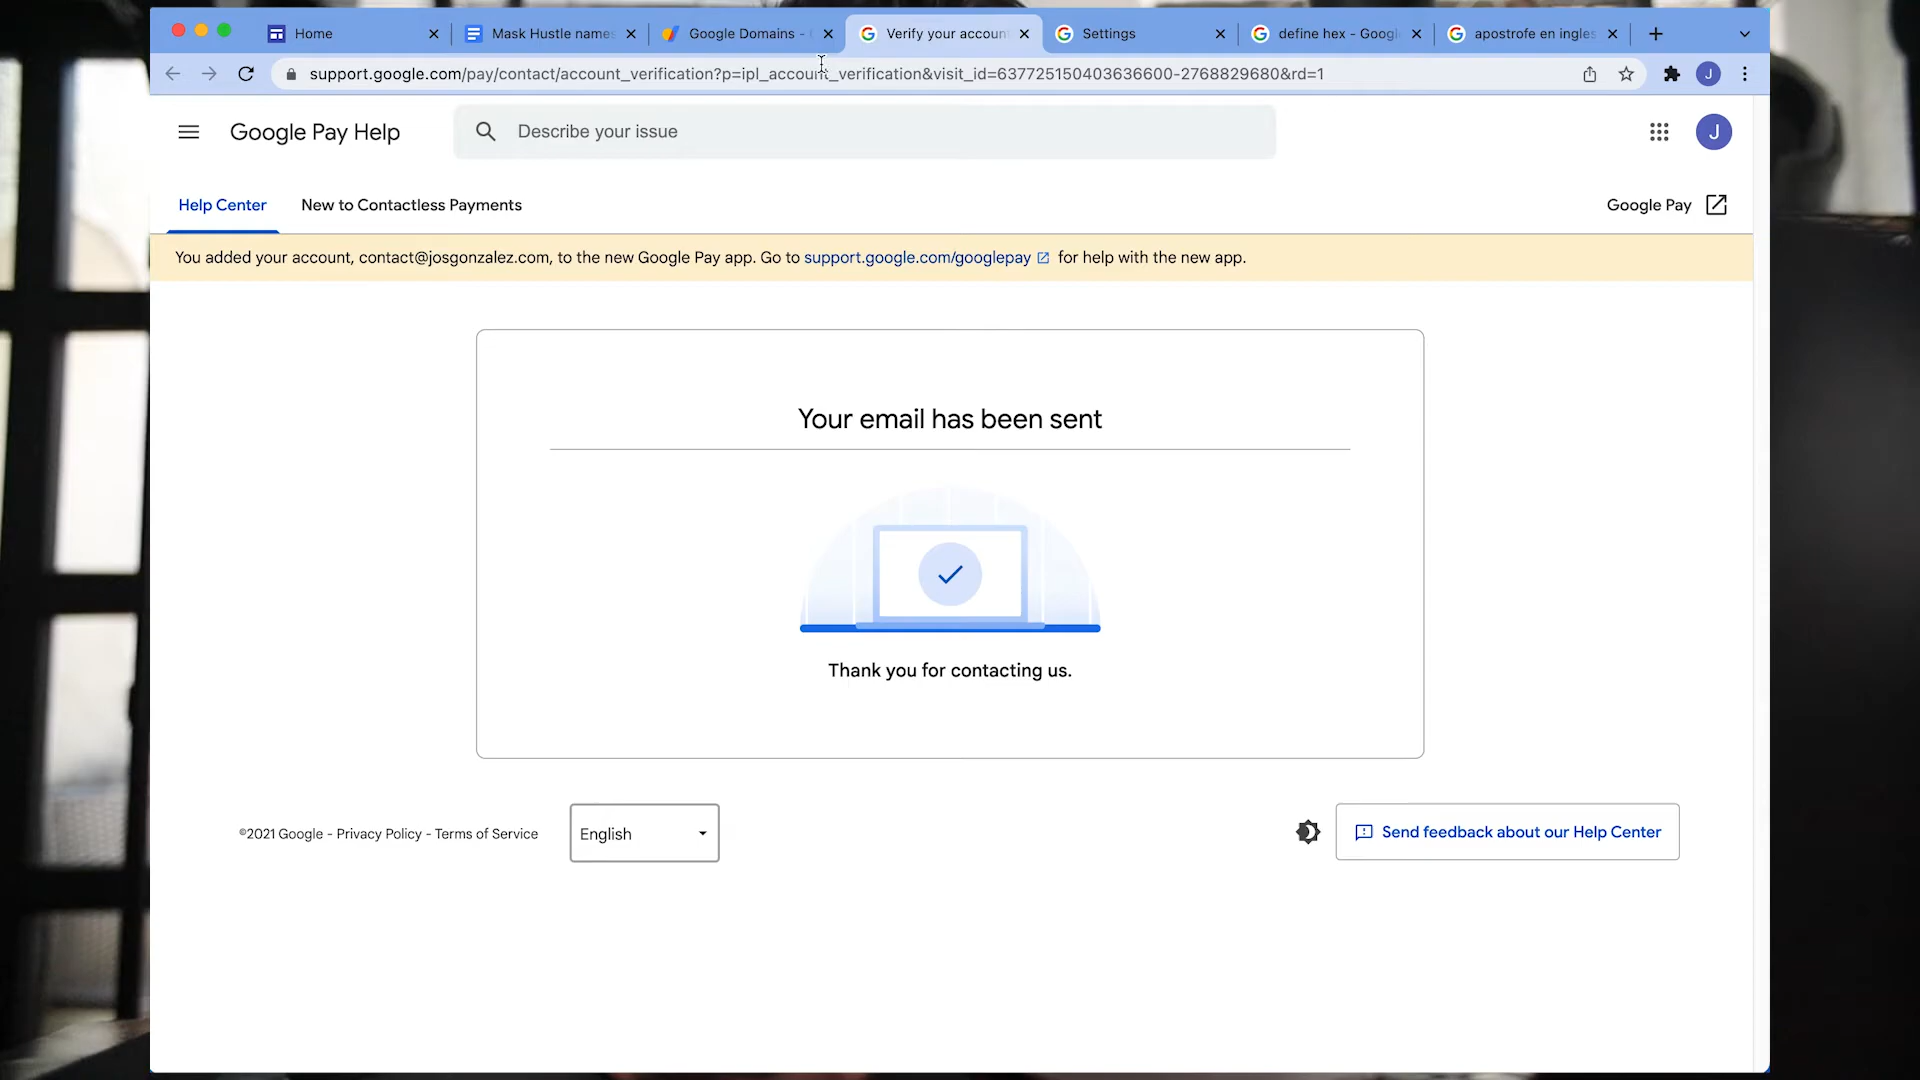 Home
Mask Hustle names
Google Domains -
Verify your accoun
Settings
define hex - Googl
apostrofe en ingles
support.google.com/pay/contact/account_verification?p=ipl_account_verification&visit_id=637725150403636600-2768829680&rd=1
J
Google Pay Help
Describe your issue
J
Help Center
New to Contactless Payments
Google Pay
You added your account, contact@josgonzalez.com, to the new Google Pay app. Go to support.google.com/googlepay for help with the new app.
Your email has been sent
Thank you for contacting us.
©2021 Google - Privacy Policy - Terms of Service
English
Send feedback about our Help Center